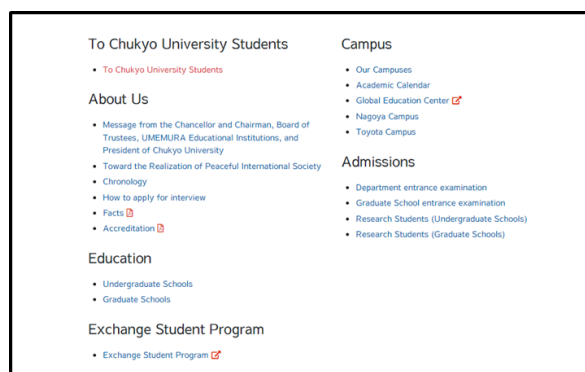 To Chukyo University Students
To Chukyo University Students
About Us
Message from the Chancellor and Chairman, Board of
Trustees, UMEMURA Educational Institutions, and
President of Chukyo University
Toward the Realization of Peaceful International Society
Chronology
How to apply for interview
Facts
Accreditation
Education
Undergraduate Schools
Graduate Schools
Exchange Student Program
Exchange Student Program
Campus
Our Campuses
Academic Calendar
Global Education Center
Nagoya Campus
Toyota Campus
Admissions
Department entrance examination
Graduate School entrance examination
Research Students (Undergraduate Schools)
Research Students (Graduate Schools)